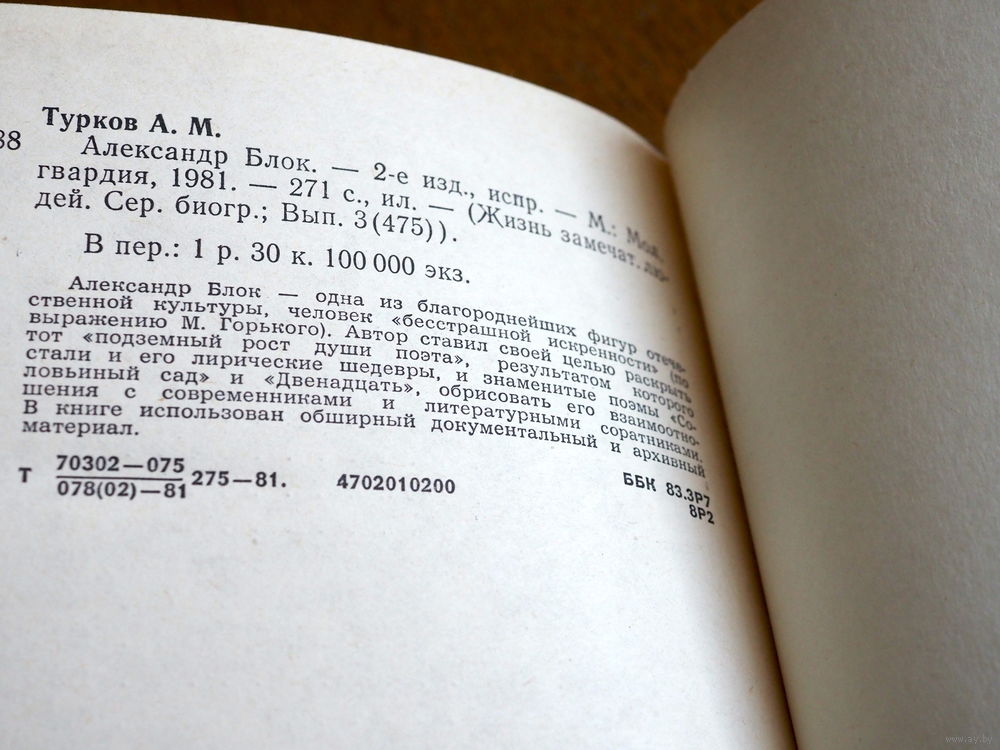 Турков А. М.
38
Александр Блок. — 2-е изд., испр. — М.: Мол.
гвардия, 1981. — 271 с., ил. — (Жизнь замечат. лю-
дей. Сер. биогр.; Вып. 3(475)).
В пер.: 1 р. 30 к. 100 000 экз.
Александр Блок — одна из благороднейших фигур отече-
ственной культуры, человек «бесстрашной искренности» (по
выражению М. Горького). Автор ставил своей целью раскрыть
тот «подземный рост души поэта», результатом которого
стали и его лирические шедевры, и знаменитые поэмы «Со-
ловьиный сад» и «Двенадцать», обрисовать его взаимоотно-
шения с современниками и литературными соратниками.
В книге использован обширный документальный и архивный
материал.
Т 70302—075
078(02)—81 275—81. 4702010200 ББК 83.3Р7
8Р2
www.ay.by